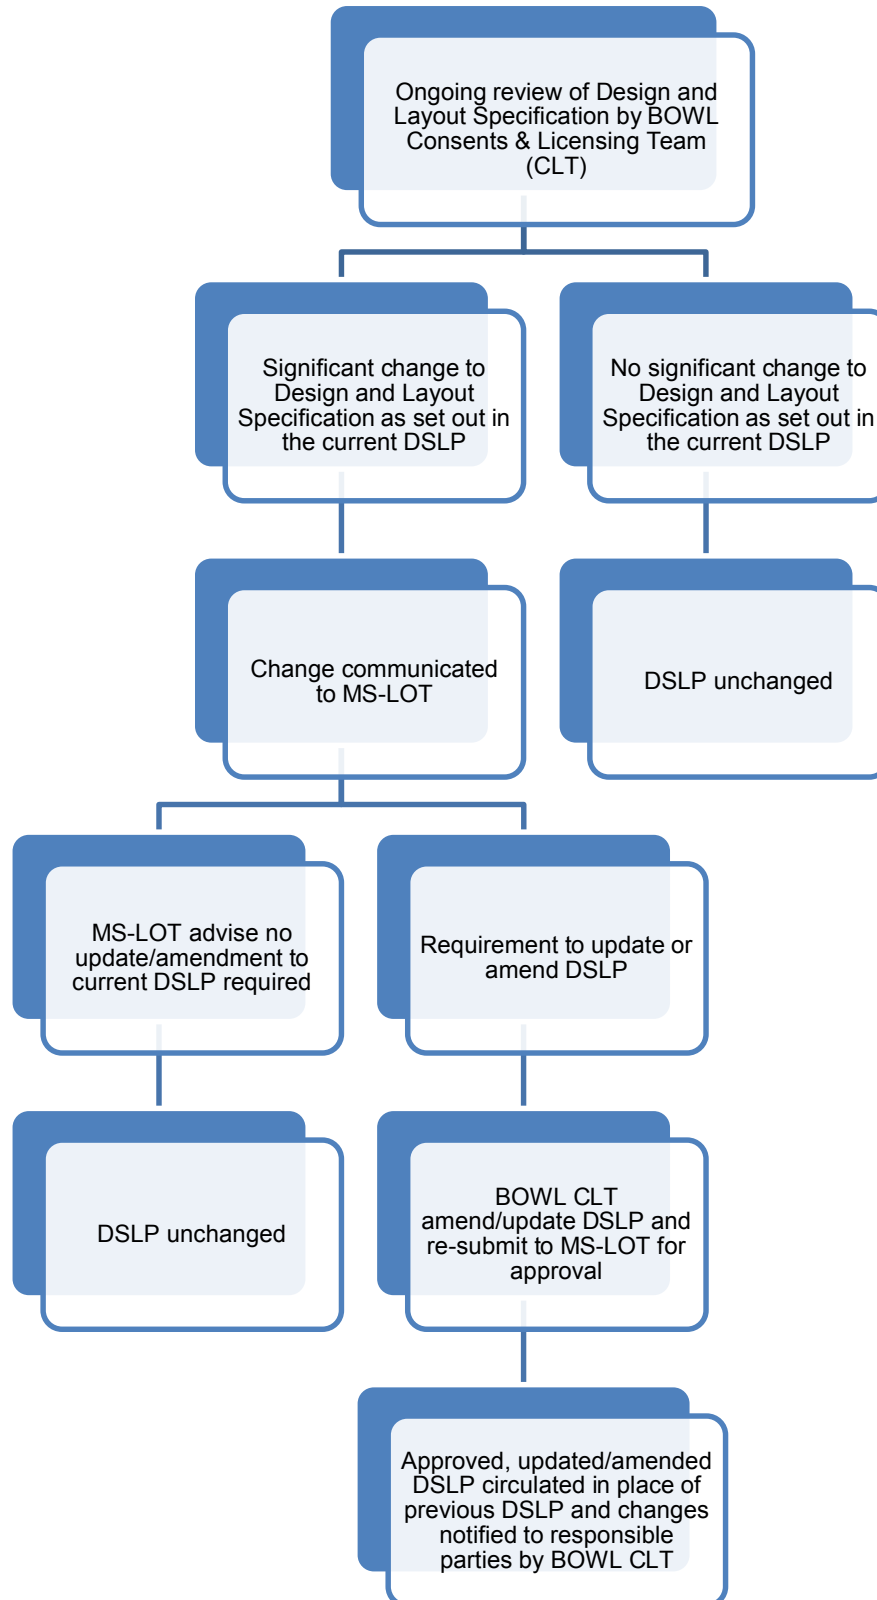 Ongoing review of Design and
Layout Specification by BOWL
Consents & Licensing Team
(CLT)
Significant change to
Design and Layout
Specification as set out in
the current DSLP
No significant change to
Design and Layout
Specification as set out in
the current DSLP
Change communicated
to MS-LOT
DSLP unchanged
MS-LOT advise no
update/amendment to
current DSLP required
Requirement to update or
amend DSLP
DSLP unchanged
BOWL CLT
amend/update DSLP and
re-submit to MS-LOT for
approval
Approved, updated/amended
DSLP circulated in place of
previous DSLP and changes
notified to responsible
parties by BOWL CLT